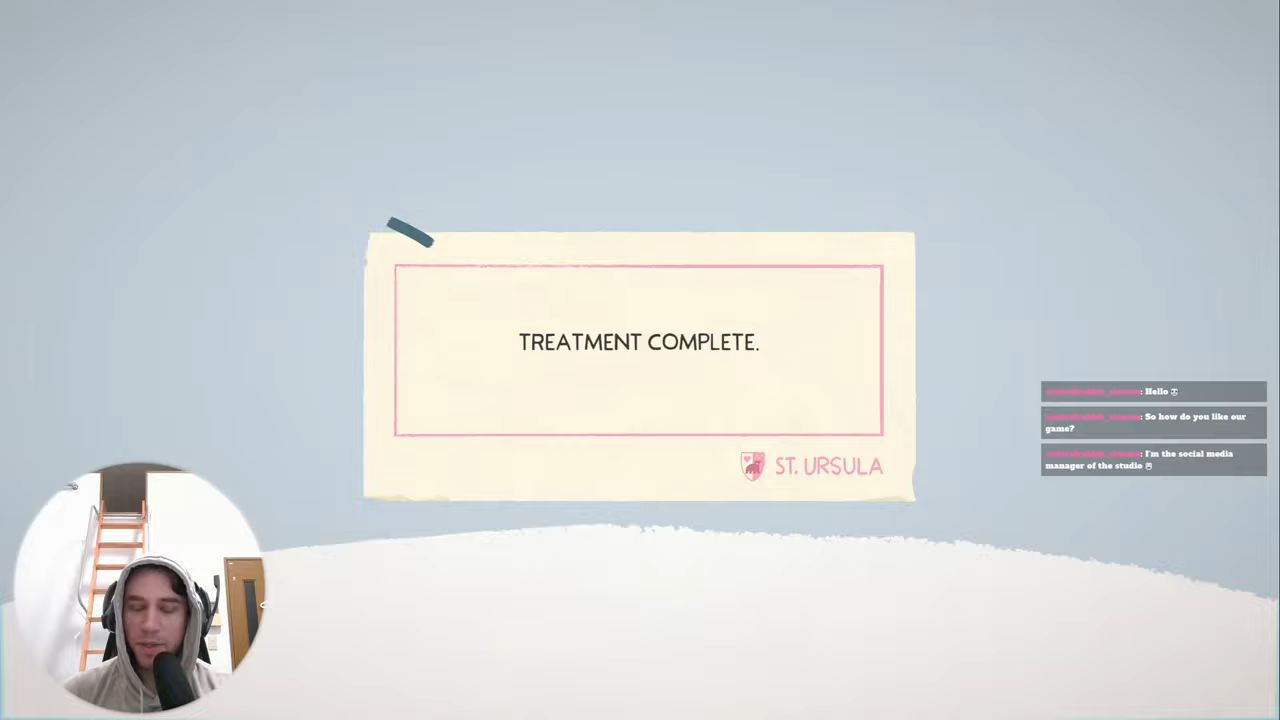 TREATMENT COMPLETE.
ST. URSULA
: Hello
: So how do you like our
game?
: I'm the social media
manager of the studio